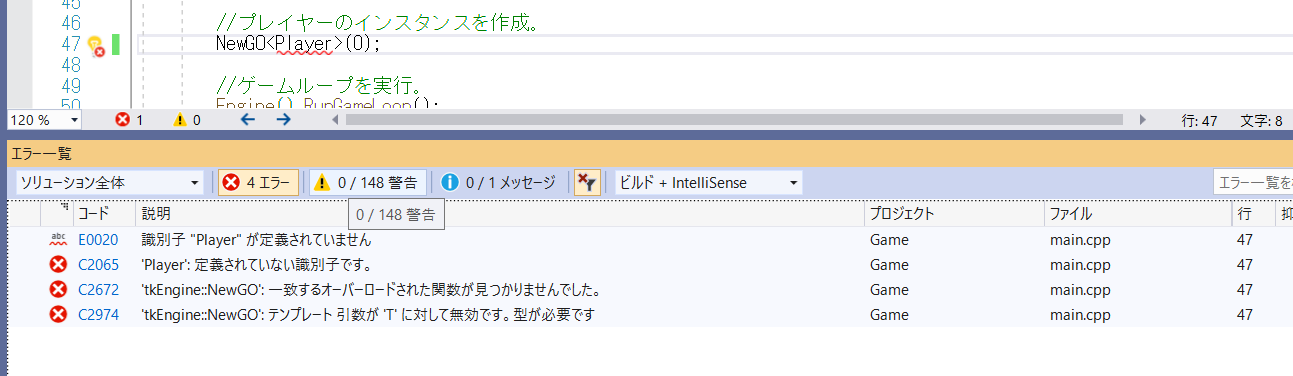 45
46 //プレイヤーのインスタンスを作成。
47 NewGO<Player>(0);
48
49 //ゲームループを実行。
50 Engine().RunGameLoop();
120 % 1 0 行: 47 文字: 8
エラー一覧
ソリューション全体 4 エラー 0 / 148 警告 0 / 1 メッセージ ビルド + IntelliSense エラー一覧を
コード 説明 プロジェクト ファイル 行 抑
0 / 148 警告
abc E0020 識別子 "Player" が定義されていません Game main.cpp 47
C2065 'Player': 定義されていない識別子です。 Game main.cpp 47
C2672 'tkEngine::NewGO': 一致するオーバーロードされた関数が見つかりませんでした。 Game main.cpp 47
C2974 'tkEngine::NewGO': テンプレート 引数が 'T' に対して無効です。型が必要です Game main.cpp 47